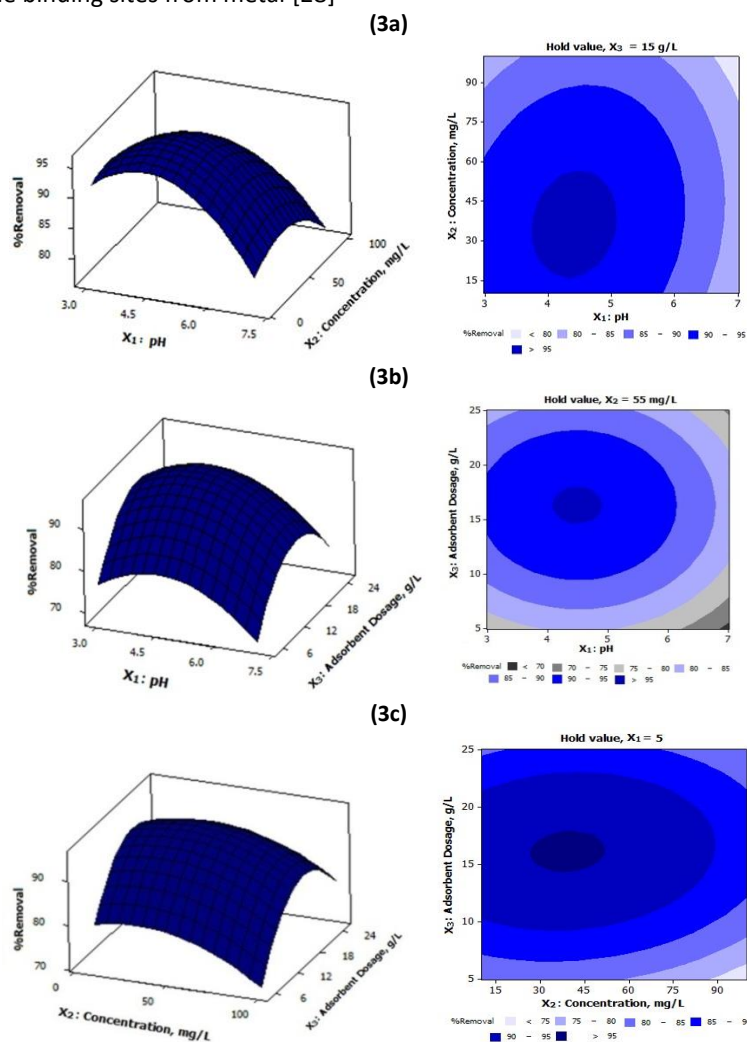 binding sites from metal [28]
(3a)
95
90
85
80
%Removal
3.0
4.5
6.0
7.5
X1: pH
0
50
100
X2: Concentration, mg/L
Hold value, X3 = 15 g/L
90
75
60
45
30
15
X2 : Concentration, mg/L
3
4
5
6
7
X1: pH
%Removal < 80 80 – 85 85 – 90 90 – 95
> 95
(3b)
90
80
70
%Removal
3.0
4.5
6.0
7.5
X1: pH
6
12
18
24
X3: Adsorbent Dosage, g/L
Hold value, X2 = 55 mg/L
25
20
15
10
5
X3: Adsorbent Dosage, g/L
3
4
5
6
7
X1: pH
%Removal < 70 70 – 75 75 – 80 80 – 85
85 – 90 90 – 95 > 95
(3c)
90
80
70
%Removal
0
50
100
X2: Concentration, mg/L
6
12
18
24
X3: Adsorbent Dosage, g/L
Hold value, X1 = 5
25
20
15
10
5
X3: Adsorbent Dosage, g/L
15
30
45
60
75
90
X2: Concentration, mg/L
%Removal < 75 75 – 80 80 – 85 85 – 9
90 – 95 > 95